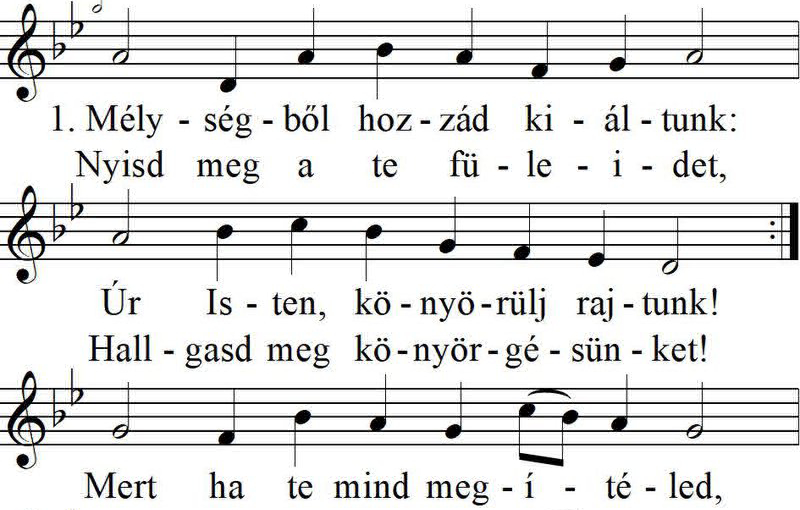 1. Mély - ség - ből hoz - zád ki - ál - tunk:
Nyisd meg a te fü - le - i - det,
Úr Is - ten, kö - nyö - rülj raj - tunk!
Hall - gasd meg kö - nyör - gé - sün - ket!
Mert ha te mind meg - í - té - led,